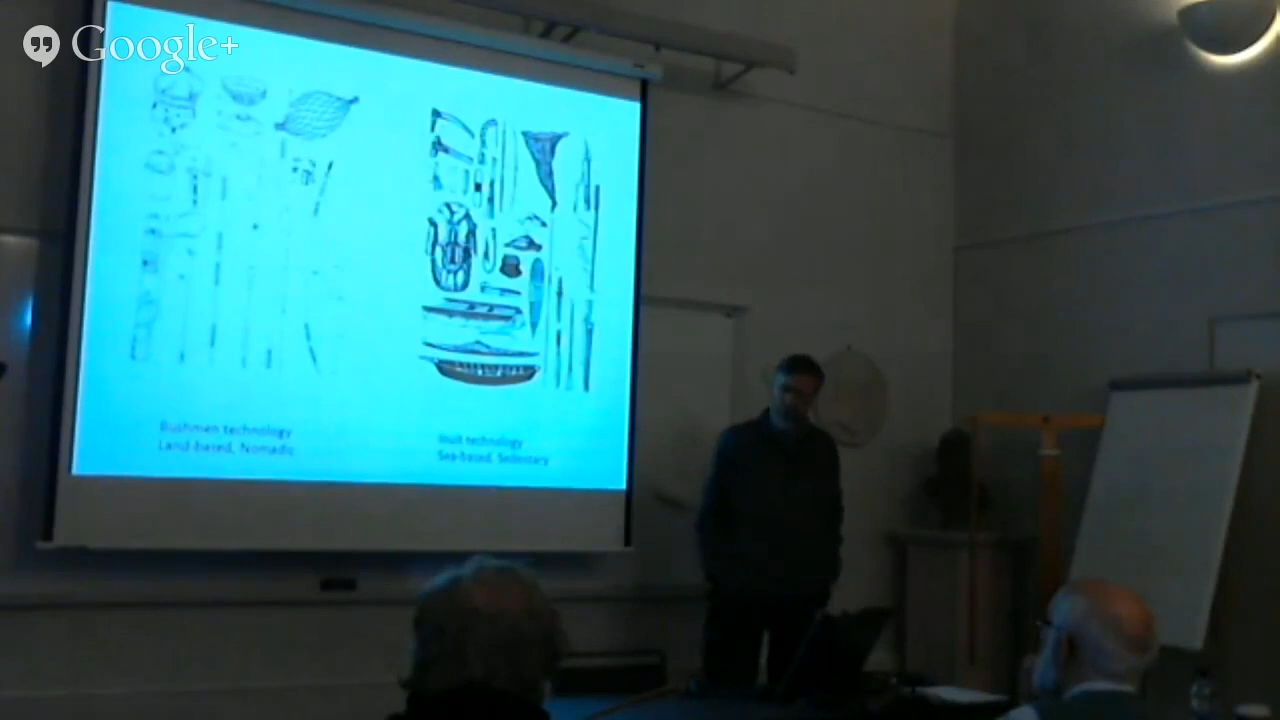 Google+
Bushmen technology
Land-based, Nomadic
Inuit technology
Sea-based, Sedentary